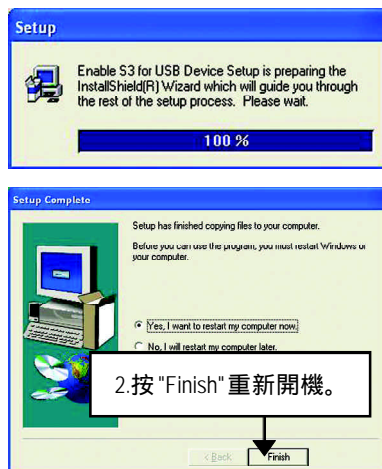 Setup
Enable S3 for USB Device Setup is preparing the
InstallShield(R) Wizard which will guide you through
the rest of the setup process. Please wait.
100 %
Setup Complete
Setup has finished copying files to your computer.
Before you can use the program, you must restart Windows or
your computer.
Yes, I want to restart my computer now.
No, I will restart my computer later.
2.按"Finish"重新開機。
< Back
Finish